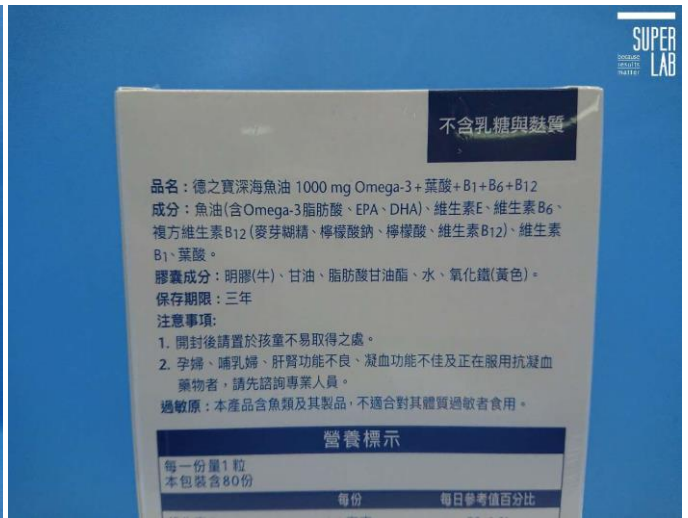 SUPER
because
results
matter
LAB
不含乳糖與麩質
品名：德之寶深海魚油 1000 mg Omega-3+葉酸+B1+B6+B12
成分：魚油(含Omega-3脂肪酸、EPA、DHA)、維生素E、維生素B6、
複方維生素B12(麥芽糊精、檸檬酸鈉、檸檬酸、維生素B12)、維生素
B1、葉酸。
膠囊成分：明膠(牛)、甘油、脂肪酸甘油酯、水、氧化鐵(黃色)。
保存期限：三年
注意事項:
1. 開封後請置於孩童不易取得之處。
2. 孕婦、哺乳婦、肝腎功能不良、凝血功能不佳及正在服用抗凝血
藥物者，請先諮詢專業人員。
過敏原：本產品含魚類及其製品，不適合對其體質過敏者食用。
營養標示
每一份量1粒
本包裝含80份
每份 每日參考值百分比